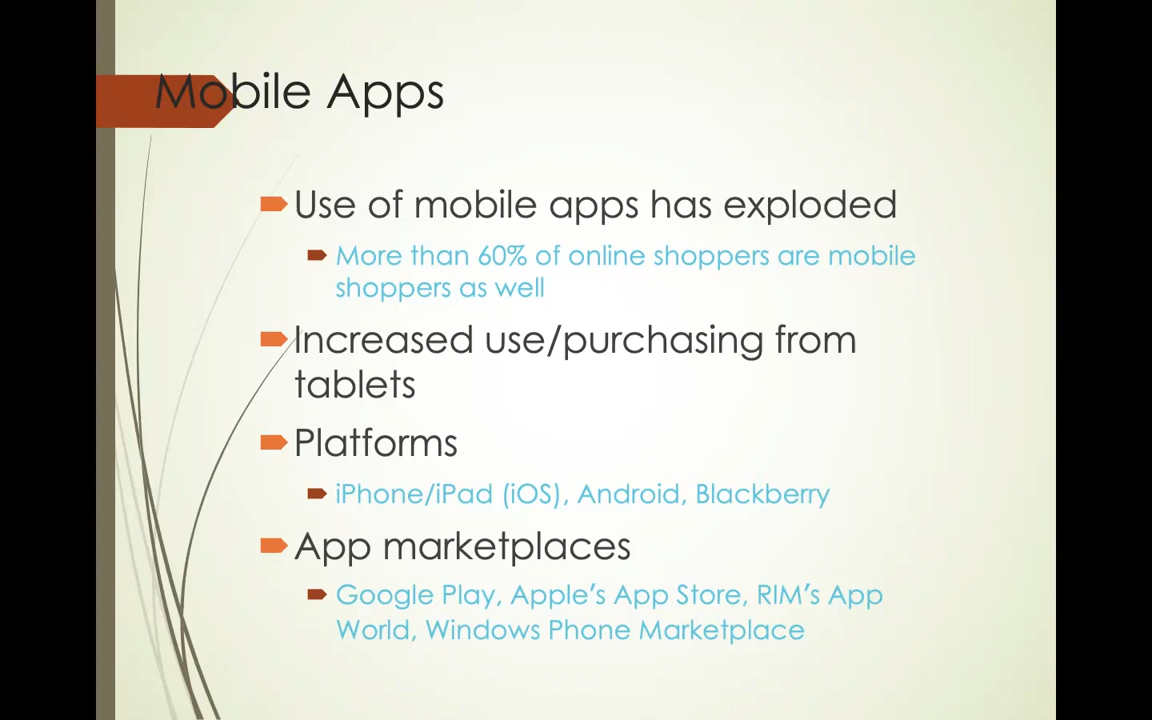 Mobile Apps
Use of mobile apps has exploded
More than 60% of online shoppers are mobile
shoppers as well
Increased use/purchasing from
tablets
Platforms
iPhone/iPad (iOS), Android, Blackberry
App marketplaces
Google Play, Apple′s App Store, RIM′s App
World, Windows Phone Marketplace